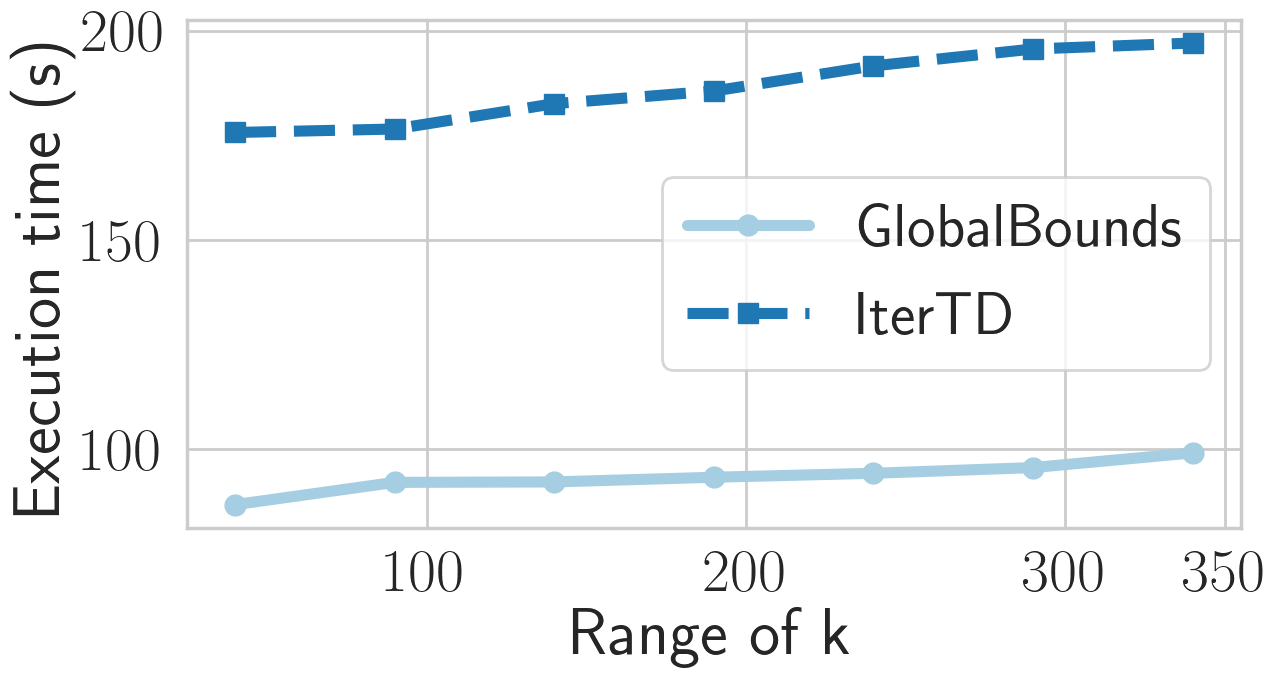 Execution time (s)
200
150
100
GlobalBounds
IterTD
100 200 300 350
Range of k